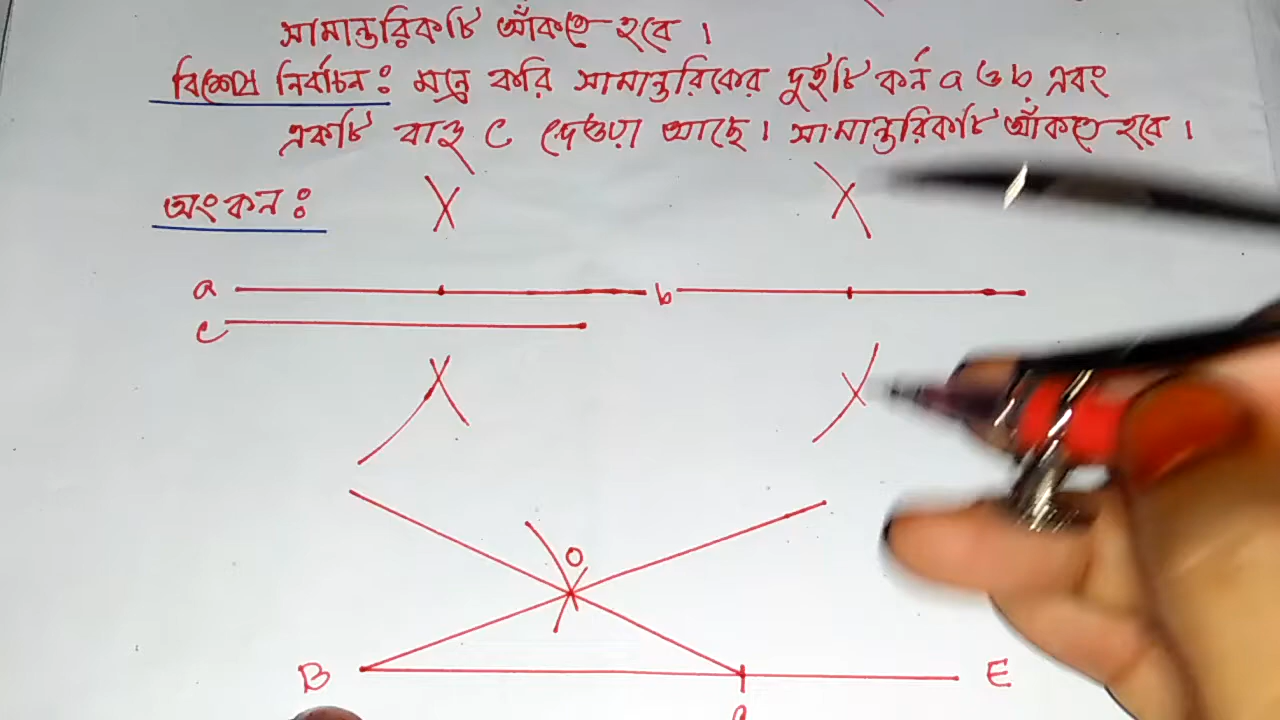 সামান্তরিকটি আঁকতে হবে।
বিশেষ নির্বাচন: মনে করি সামান্তরিকের দুইটি কর্ন a ও b এবং
একটি বাহু c দেওয়া আছে। সামান্তরিকটি আঁকতে হবে।
অংকন:
a b
c
O
B E